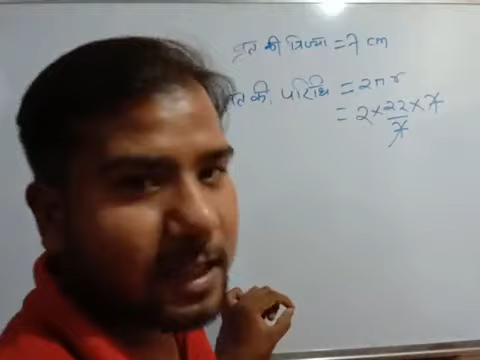 वृत की त्रिज्या = 7 cm
की परिधि = 2πr
= 2 × 22/7 × 7